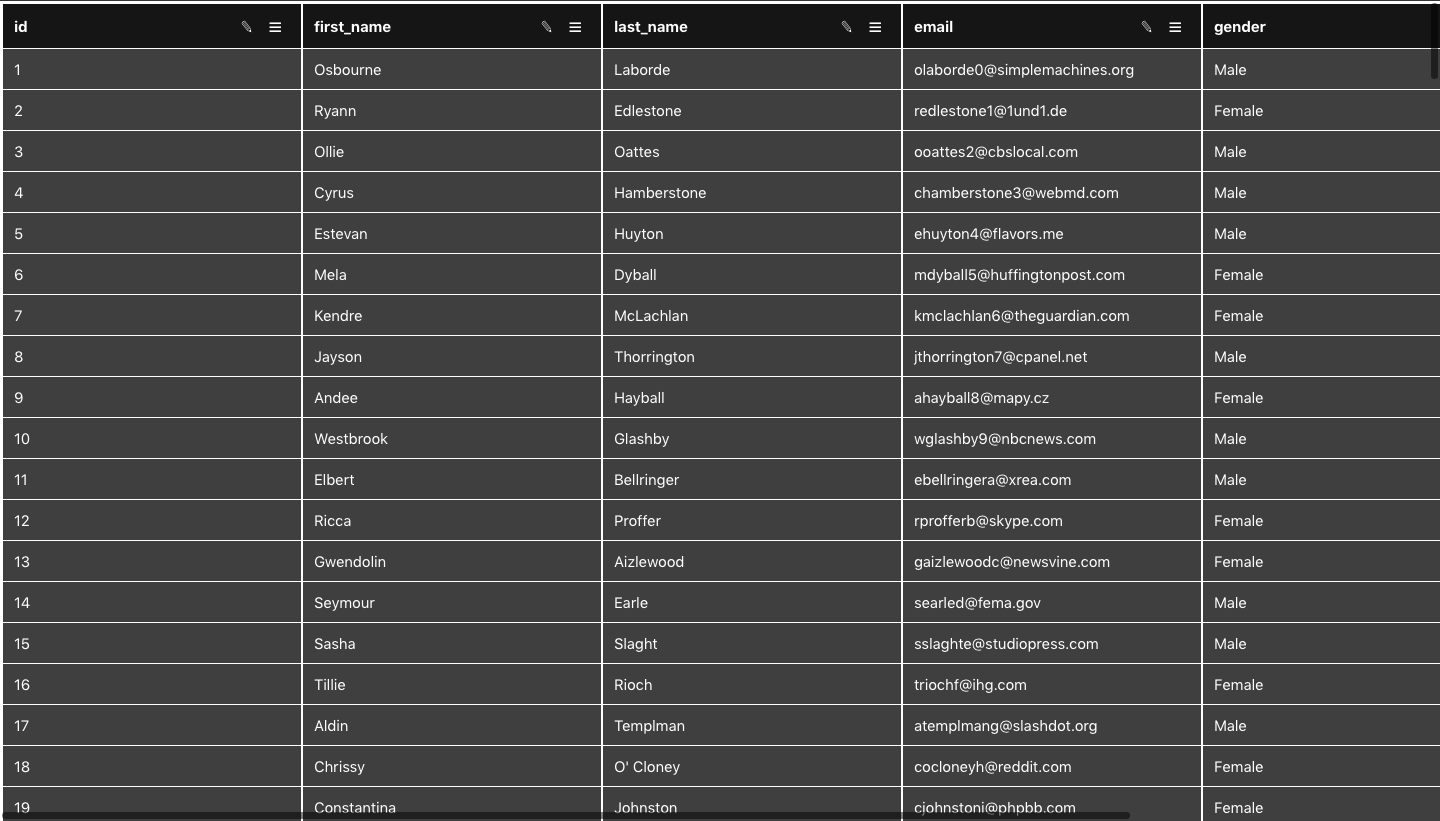 id first_name last_name email gender
1 Osbourne Laborde olaborde0@simplemachines.org Male
2 Ryann Edlestone redlestone1@1und1.de Female
3 Ollie Oattes ooattes2@cbslocal.com Male
4 Cyrus Hamberstone chamberstone3@webmd.com Male
5 Estevan Huyton ehuyton4@flavors.me Male
6 Mela Dyball mdyball5@huffingtonpost.com Female
7 Kendre McLachlan kmclachlan6@theguardian.com Female
8 Jayson Thorrington jthorrington7@cpanel.net Male
9 Andee Hayball ahayball8@mapy.cz Female
10 Westbrook Glashby wglashby9@nbcnews.com Male
11 Elbert Bellringer ebellringera@xrea.com Male
12 Ricca Proffer rprofferb@skype.com Female
13 Gwendolin Aizlewood gaizlewoodc@newsvine.com Female
14 Seymour Earle searled@fema.gov Male
15 Sasha Slaght sslaghte@studiopress.com Male
16 Tillie Rioch triochf@ihg.com Female
17 Aldin Templman atemplmang@slashdot.org Male
18 Chrissy O' Cloney cocloneyh@reddit.com Female
19 Constantina Johnston cjohnstoni@phpbb.com Female